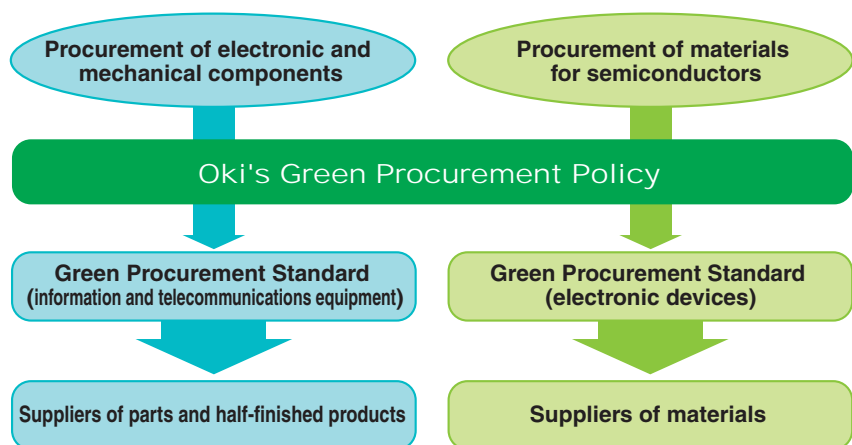 Procurement of electronic and
mechanical components
Procurement of materials
for semiconductors
Oki's Green Procurement Policy
Green Procurement Standard
(information and telecommunications equipment)
Green Procurement Standard
(electronic devices)
Suppliers of parts and half-finished products
Suppliers of materials